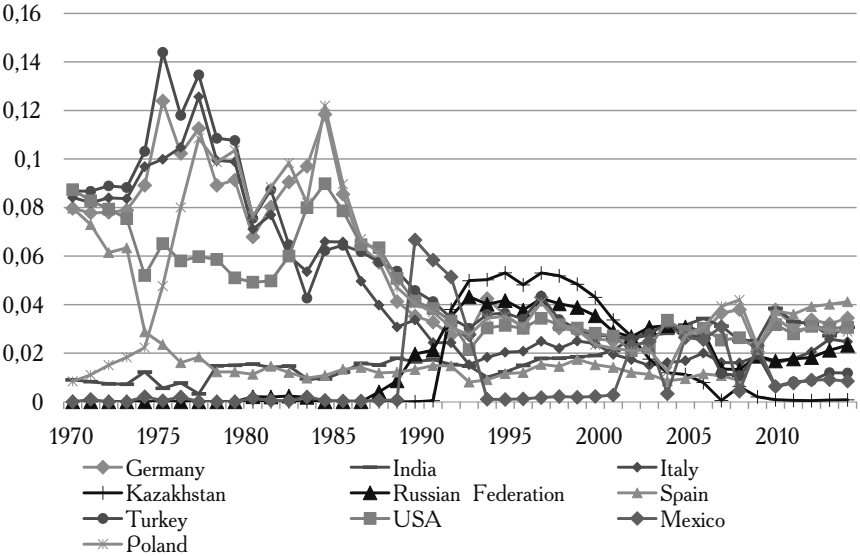 0,16
0,14
0,12
0,1
0,08
0,06
0,04
0,02
0
1970 1975 1980 1985 1990 1995 2000 2005 2010
Germany India Italy
Kazakhstan Russian Federation Spain
Turkey USA Mexico
Poland